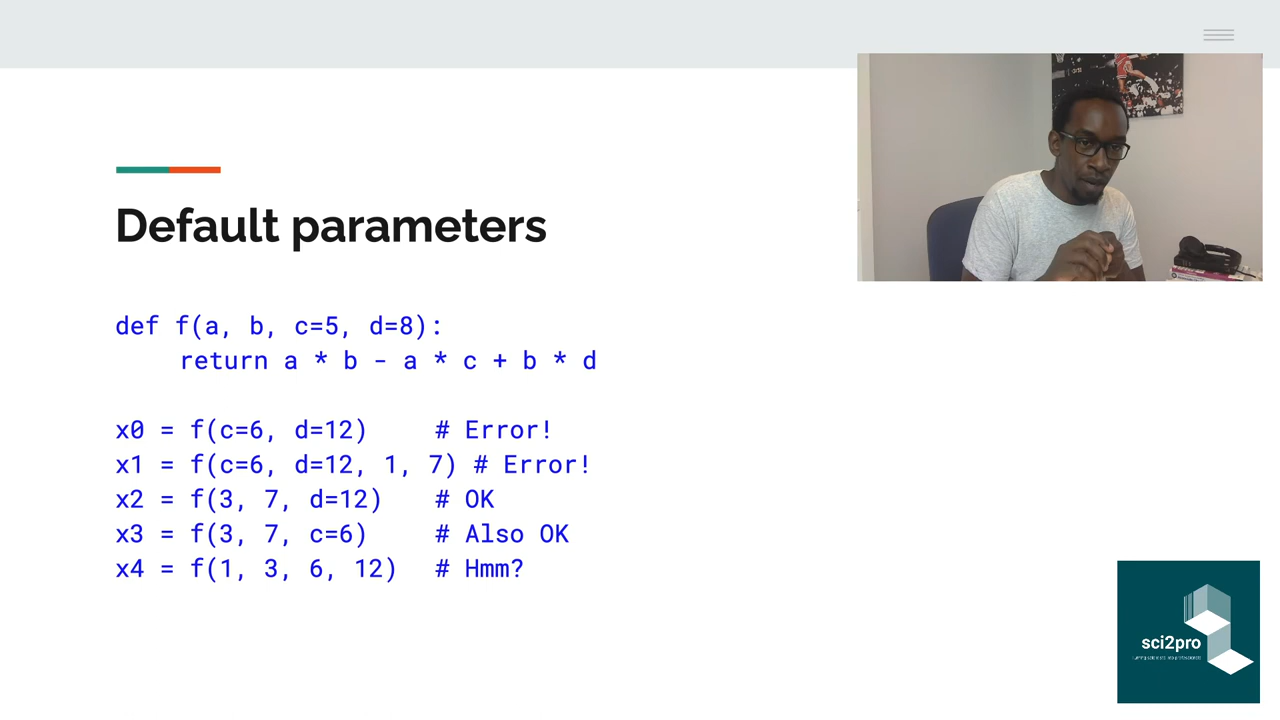 Default parameters
def f(a, b, c=5, d=8):
return a * b - a * c + b * d
x0 = f(c=6, d=12) # Error!
x1 = f(c=6, d=12, 1, 7) # Error!
x2 = f(3, 7, d=12) # OK
x3 = f(3, 7, c=6) # Also OK
x4 = f(1, 3, 6, 12) # Hmm?
sci2pro